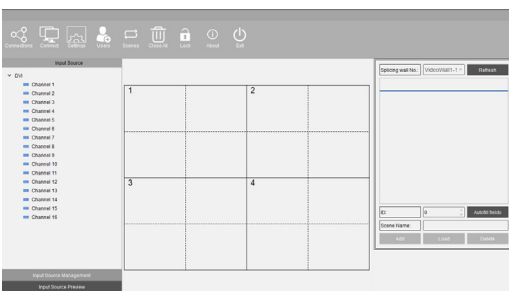 Connections Connect Settings Users Scenes Close All Lock About Exit
Input Source
DVI
Channel 1
Channel 2
Channel 3
Channel 4
Channel 5
Channel 6
Channel 7
Channel 8
Channel 9
Channel 10
Channel 11
Channel 12
Channel 13
Channel 14
Channel 15
Channel 16
Input Source Management
Input Source Preview
1 2
3 4
Splicing wall No.: VideoWall1-1 Refresh
ID: 0 Autofill fields
Scene Name:
Add Load Delete